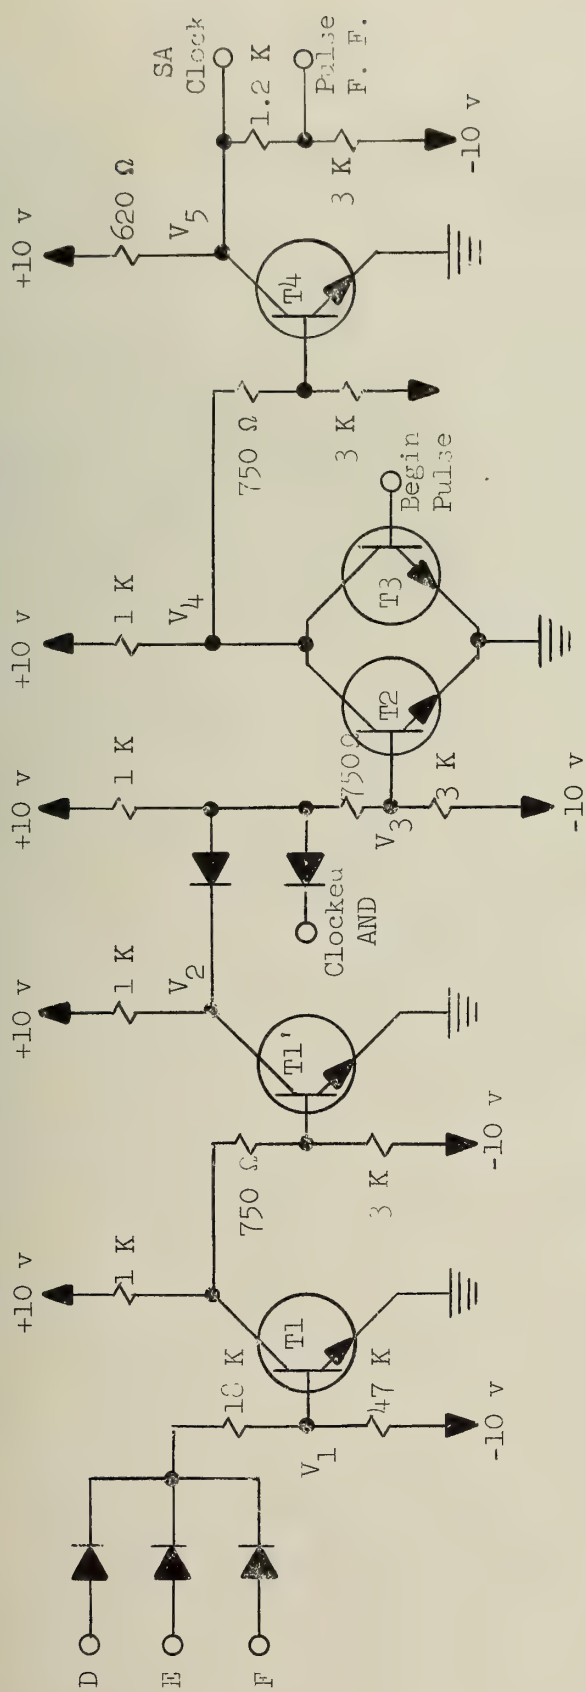 D
E
F
V1
18 K
47 K
-10 v
T1
+10 v
1 K
750 Ω
3 K
-10 v
T1'
+10 v
1 K
V2
+10 v
1 K
AND
750Ω
V3
3 K
-10 v
T2
+10 v
1 K
V4
T3
Begin
Pulse
750 Ω
3 K
T4
+10 v
620 Ω
V5
SA
Clock
1.2 K
Pulse
F. F.
3 K
-10 v